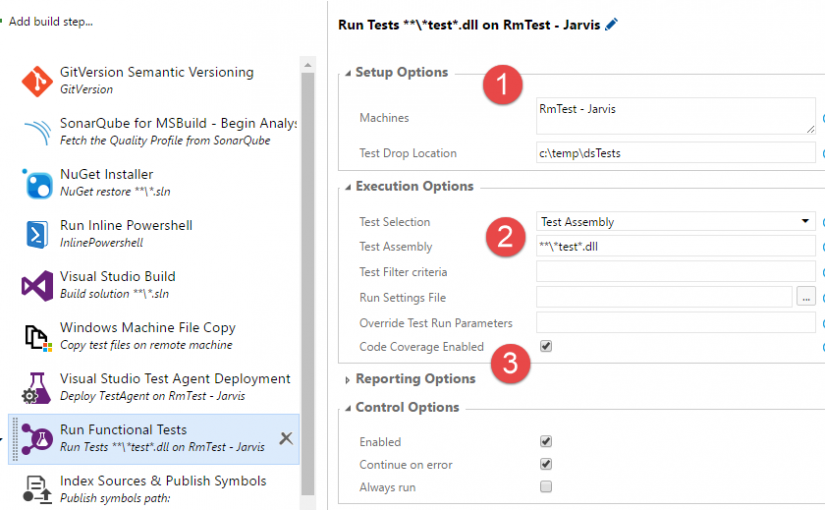 Add build step...
GitVersion Semantic Versioning
GitVersion
SonarQube for MSBuild - Begin Analys
Fetch the Quality Profile from SonarQube
NuGet Installer
NuGet restore **\*.sln
Run Inline Powershell
InlinePowershell
Visual Studio Build
Build solution **\*.sln
Windows Machine File Copy
Copy test files on remote machine
Visual Studio Test Agent Deployment
Deploy TestAgent on RmTest - Jarvis
Run Functional Tests
Run Tests **\*test*.dll on RmTest - Jarvis
Index Sources & Publish Symbols
Publish symbols path:
Run Tests **\*test*.dll on RmTest - Jarvis
Setup Options
1
Machines
RmTest - Jarvis
Test Drop Location
c:\temp\dsTests
Execution Options
Test Selection
Test Assembly
2
Test Assembly
**\*test*.dll
Test Filter criteria
Run Settings File
...
Override Test Run Parameters
Code Coverage Enabled
3
Reporting Options
Control Options
Enabled
Continue on error
Always run